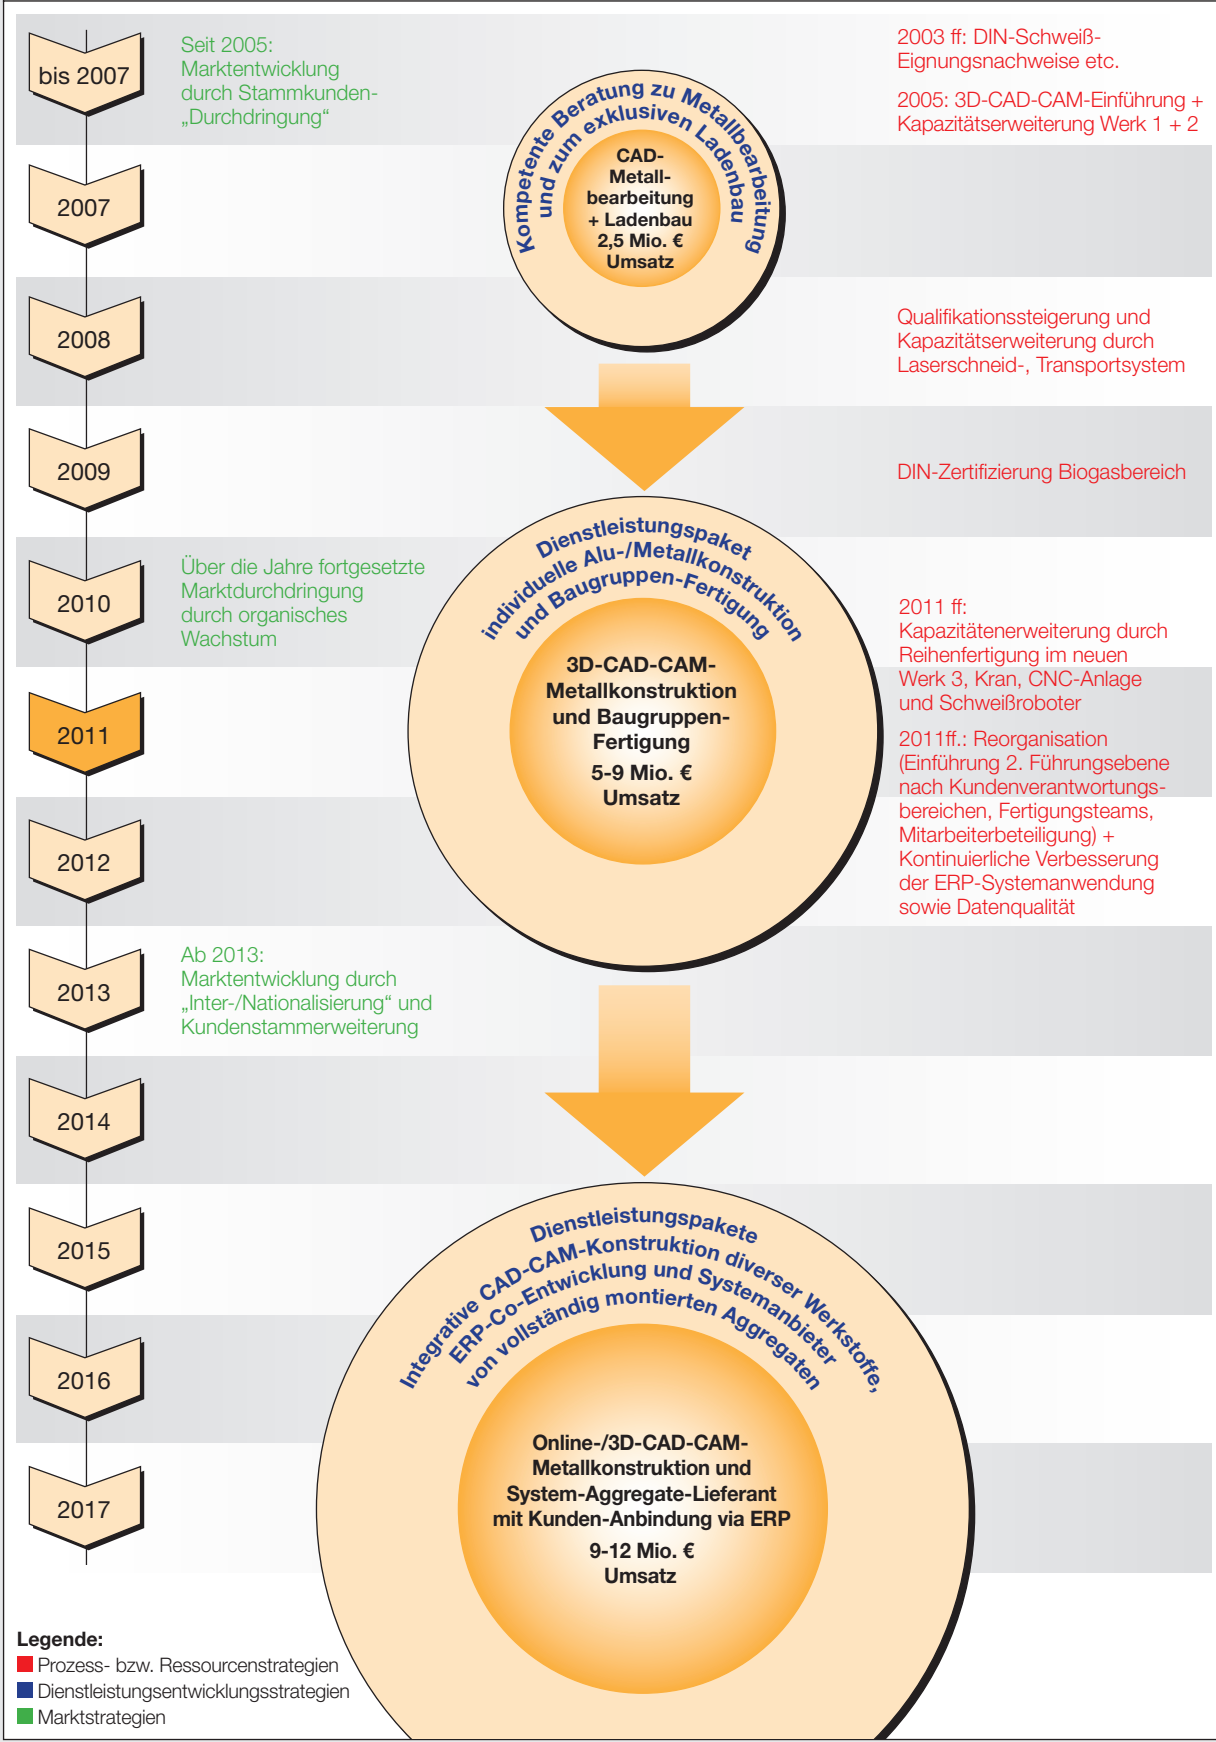 bis 2007
2007
2008
2009
2010
2011
2012
2013
2014
2015
2016
2017
Seit 2005:
Marktentwicklung
durch Stammkunden-
„Durchdringung“
Über die Jahre fortgesetzte
Marktdurchdringung
durch organisches
Wachstum
Ab 2013:
Marktentwicklung durch
„Inter-/Nationalisierung“ und
Kundenstammerweiterung
Kompetente Beratung zu Metallbearbeitung
und zum exklusiven Ladenbau
CAD-
Metall-
bearbeitung
+ Ladenbau
2,5 Mio. €
Umsatz
Dienstleistungspaket
individuelle Alu-/Metallkonstruktion
und Baugruppen-Fertigung
3D-CAD-CAM-
Metallkonstruktion
und Baugruppen-
Fertigung
5-9 Mio. €
Umsatz
Dienstleistungspakete
Integrative CAD-CAM-Konstruktion diverser Werkstoffe,
ERP-Co-Entwicklung und Systemanbieter
von vollständig montierten Aggregaten
Online-/3D-CAD-CAM-
Metallkonstruktion und
System-Aggregate-Lieferant
mit Kunden-Anbindung via ERP
9-12 Mio. €
Umsatz
2003 ff: DIN-Schweiß-
Eignungsnachweise etc.
2005: 3D-CAD-CAM-Einführung +
Kapazitätserweiterung Werk 1 + 2
Qualifikationssteigerung und
Kapazitätserweiterung durch
Laserschneid-, Transportsystem
DIN-Zertifizierung Biogasbereich
2011 ff:
Kapazitätenerweiterung durch
Reihenfertigung im neuen
Werk 3, Kran, CNC-Anlage
und Schweißroboter
2011ff.: Reorganisation
(Einführung 2. Führungsebene
nach Kundenverantwortungs-
bereichen, Fertigungsteams,
Mitarbeiterbeteiligung) +
Kontinuierliche Verbesserung
der ERP-Systemanwendung
sowie Datenqualität
Legende:
Prozess- bzw. Ressourcenstrategien
Dienstleistungsentwicklungsstrategien
Marktstrategien